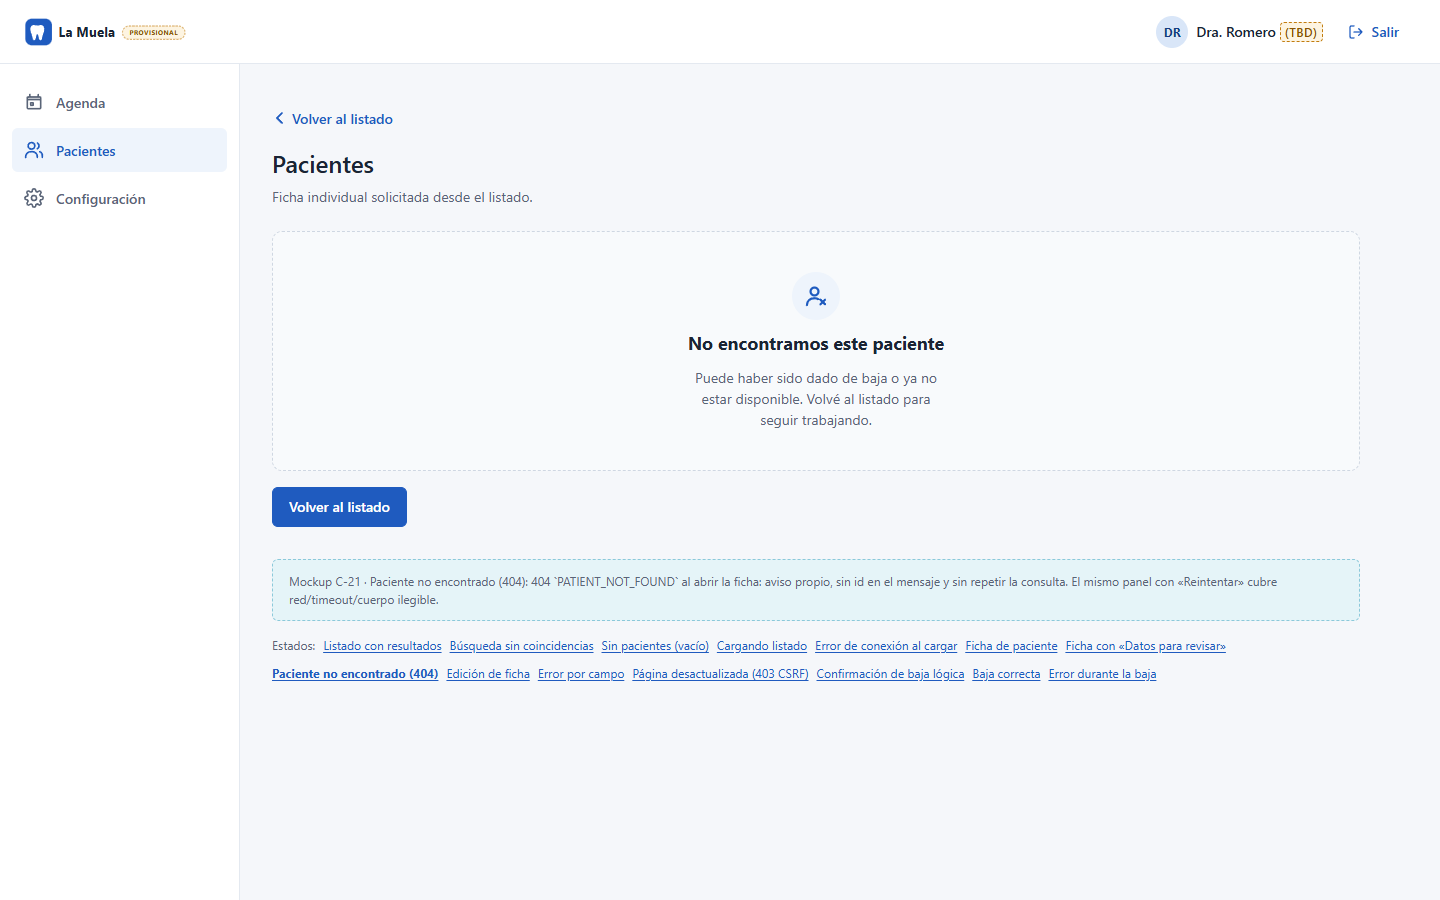 La Muela PROVISIONAL
DR Dra. Romero (TBD) Salir
Agenda
Pacientes
Configuración
Volver al listado
Pacientes
Ficha individual solicitada desde el listado.
No encontramos este paciente
Puede haber sido dado de baja o ya no
estar disponible. Volvé al listado para
seguir trabajando.
Volver al listado
Mockup C-21 · Paciente no encontrado (404): 404 `PATIENT_NOT_FOUND` al abrir la ficha: aviso propio, sin id en el mensaje y sin repetir la consulta. El mismo panel con «Reintentar» cubre
red/timeout/cuerpo ilegible.
Estados: Listado con resultados Búsqueda sin coincidencias Sin pacientes (vacío) Cargando listado Error de conexión al cargar Ficha de paciente Ficha con «Datos para revisar»
Paciente no encontrado (404) Edición de ficha Error por campo Página desactualizada (403 CSRF) Confirmación de baja lógica Baja correcta Error durante la baja